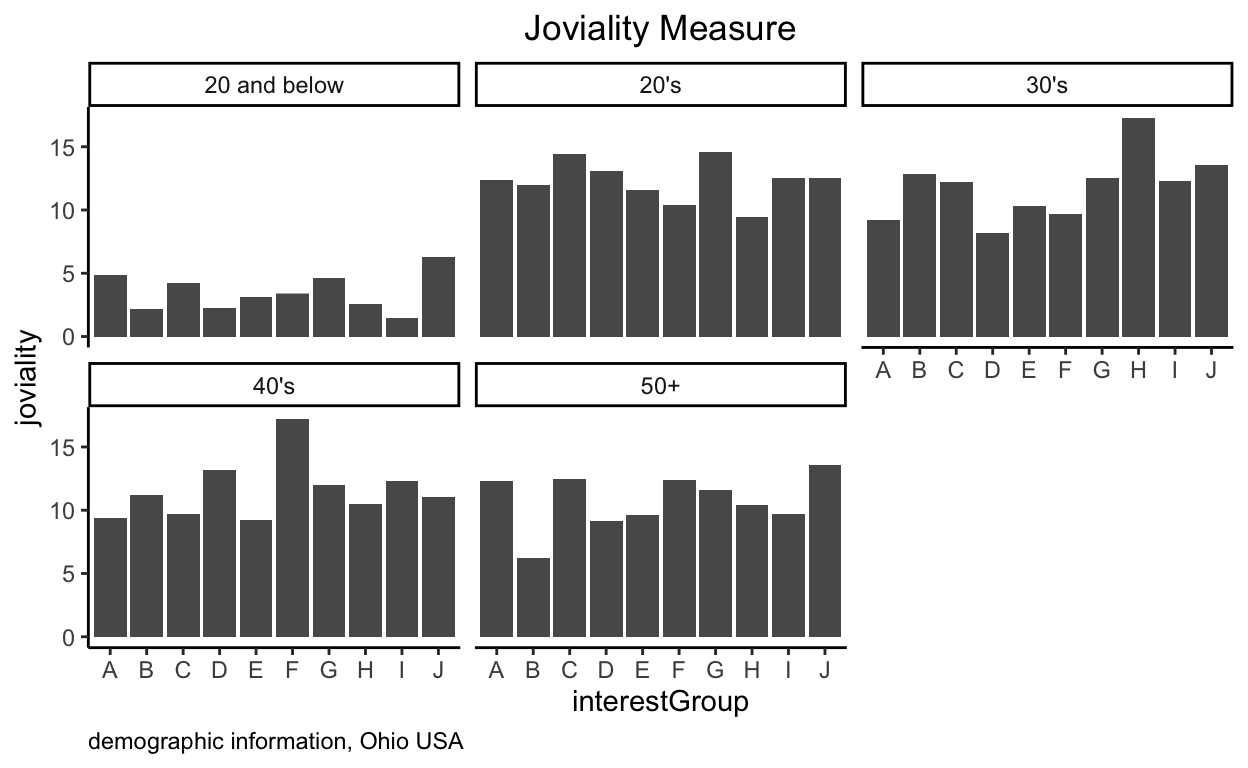 Joviality Measure
20 and below 20's 30's
15
10
5
0
A B C D E F G H I J
joviality
40's 50+
15
10
5
0
A B C D E F G H I J A B C D E F G H I J
interestGroup
demographic information, Ohio USA